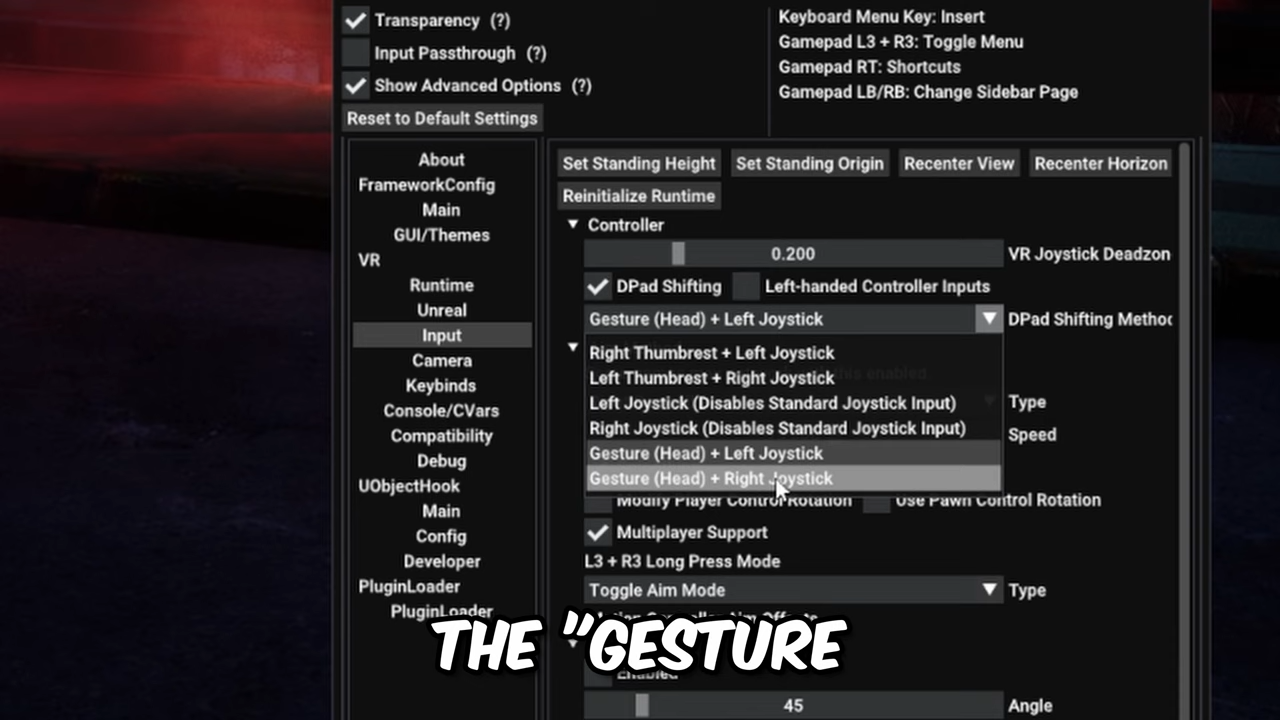 Transparency (?)
Input Passthrough (?)
Show Advanced Options (?)
Reset to Default Settings
Keyboard Menu Key: Insert
Gamepad L3 + R3: Toggle Menu
Gamepad RT: Shortcuts
Gamepad LB/RB: Change Sidebar Page
About
FrameworkConfig
Main
GUI/Themes
VR
Runtime
Unreal
Input
Camera
Keybinds
Console/CVars
Compatibility
Debug
UObjectHook
Main
Config
Developer
PluginLoader
PluginLoader
Set Standing Height Set Standing Origin Recenter View Recenter Horizon
Reinitialize Runtime
Controller
0.200 VR Joystick Deadzon
DPad Shifting Left-handed Controller Inputs
Gesture (Head) + Left Joystick DPad Shifting Method
Right Thumbrest + Left Joystick
Left Thumbrest + Right Joystick
Left Joystick (Disables Standard Joystick Input) Type
Right Joystick (Disables Standard Joystick Input) Speed
Gesture (Head) + Left Joystick
Gesture (Head) + Right Joystick
Modify Player Control Rotation Use Pawn Control Rotation
Multiplayer Support
L3 + R3 Long Press Mode
Toggle Aim Mode Type
THE "GESTURE
Enabled
45 Angle